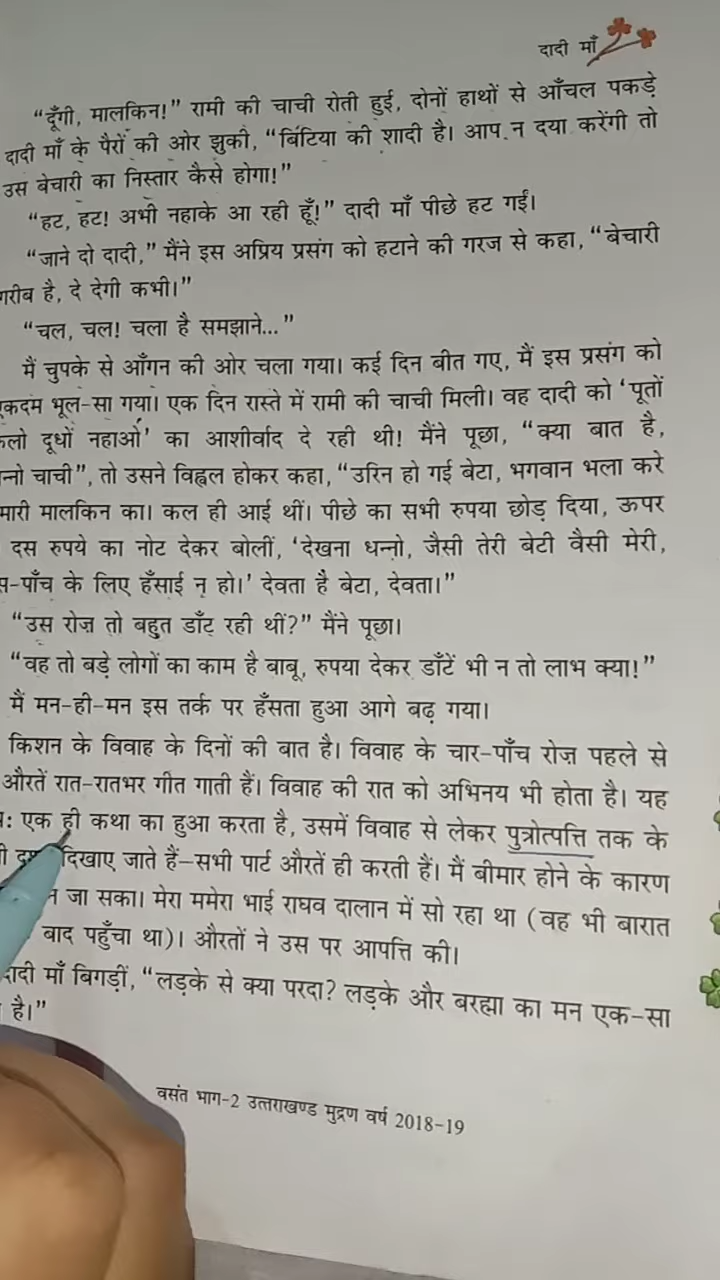 दादी माँ
“दूँगी, मालकिन!” रामी की चाची रोती हुई, दोनों हाथों से आँचल पकड़े
दादी माँ के पैरों की ओर झुकी, “बिटिया की शादी है। आप न दया करेंगी तो
उस बेचारी का निस्तार कैसे होगा!”
“हट, हट! अभी नहाके आ रही हूँ!” दादी माँ पीछे हट गईं।
“जाने दो दादी,” मैंने इस अप्रिय प्रसंग को हटाने की गरज से कहा, “बेचारी
गरीब है, दे देगी कभी।”
“चल, चल! चला है समझाने...”
मैं चुपके से आँगन की ओर चला गया। कई दिन बीत गए, मैं इस प्रसंग को
एकदम भूल-सा गया। एक दिन रास्ते में रामी की चाची मिली। वह दादी को ‘पूतों
फलो दूधों नहाओ’ का आशीर्वाद दे रही थी! मैंने पूछा, “क्या बात है,
न्नो चाची”, तो उसने विह्वल होकर कहा, “उरिन हो गई बेटा, भगवान भला करे
मारी मालकिन का। कल ही आई थीं। पीछे का सभी रुपया छोड़ दिया, ऊपर
दस रुपये का नोट देकर बोलीं, ‘देखना धन्नो, जैसी तेरी बेटी वैसी मेरी,
स-पाँच के लिए हँसाई न हो।’ देवता है बेटा, देवता।”
“उस रोज़ तो बहुत डाँट रही थीं?” मैंने पूछा।
“वह तो बड़े लोगों का काम है बाबू, रुपया देकर डाँटें भी न तो लाभ क्या!”
मैं मन-ही-मन इस तर्क पर हँसता हुआ आगे बढ़ गया।
किशन के विवाह के दिनों की बात है। विवाह के चार-पाँच रोज़ पहले से
औरतें रात-रातभर गीत गाती हैं। विवाह की रात को अभिनय भी होता है। यह
एक ही कथा का हुआ करता है, उसमें विवाह से लेकर पुत्रोत्पत्ति तक के
दिखाए जाते हैं–सभी पार्ट औरतें ही करती हैं। मैं बीमार होने के कारण
न जा सका। मेरा ममेरा भाई राघव दालान में सो रहा था (वह भी बारात
बाद पहुँचा था)। औरतों ने उस पर आपत्ति की।
दादी माँ बिगड़ीं, “लड़के से क्या परदा? लड़के और बरह्मा का मन एक-सा
है।”
वसंत भाग-2 उत्तराखण्ड मुद्रण वर्ष 2018-19